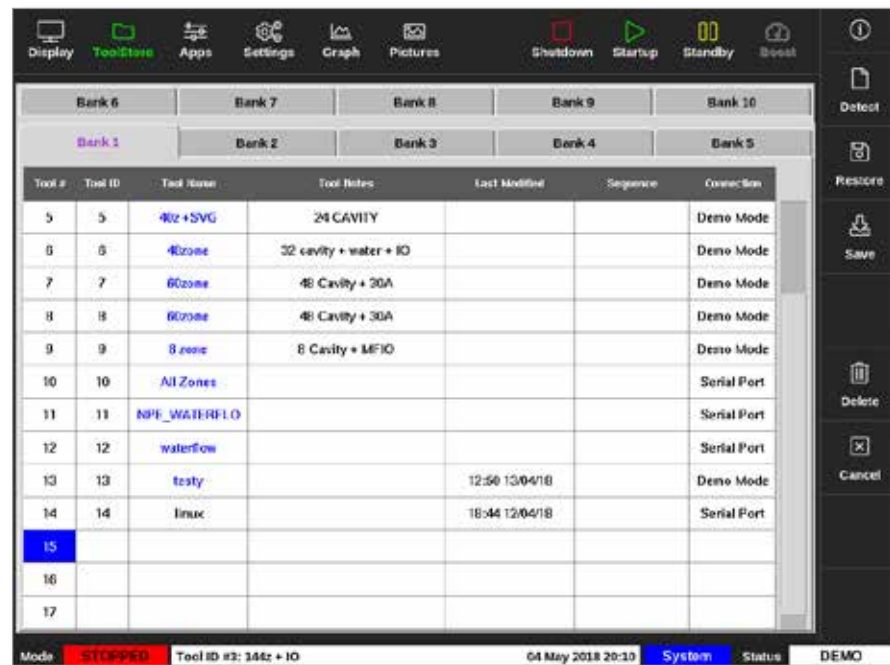 Display ToolStore Apps Settings Graph Pictures Shutdown Startup Standby Boost
Bank 6 Bank 7 Bank 8 Bank 9 Bank 10 Detect
Bank 1 Bank 2 Bank 3 Bank 4 Bank 5
Tool # Tool ID Tool Name Tool Notes Last Modified Sequence Connection Restore
5 5 40z +SVG 24 CAVITY Demo Mode
6 6 40zone 32 cavity + water + IO Demo Mode Save
7 7 60zone 48 Cavity + 30A Demo Mode
8 8 60zone 48 Cavity + 30A Demo Mode
9 9 8 zone 8 Cavity + MFIO Demo Mode
10 10 All Zones Serial Port Delete
11 11 NPE_WATERFLO Serial Port
12 12 waterflow Serial Port
13 13 testy 12:50 13/04/18 Demo Mode Cancel
14 14 linux 18:44 12/04/18 Serial Port
15
16
17
Mode STOPPED Tool ID #3: 144z + IO 04 May 2018 20:10 System Status DEMO